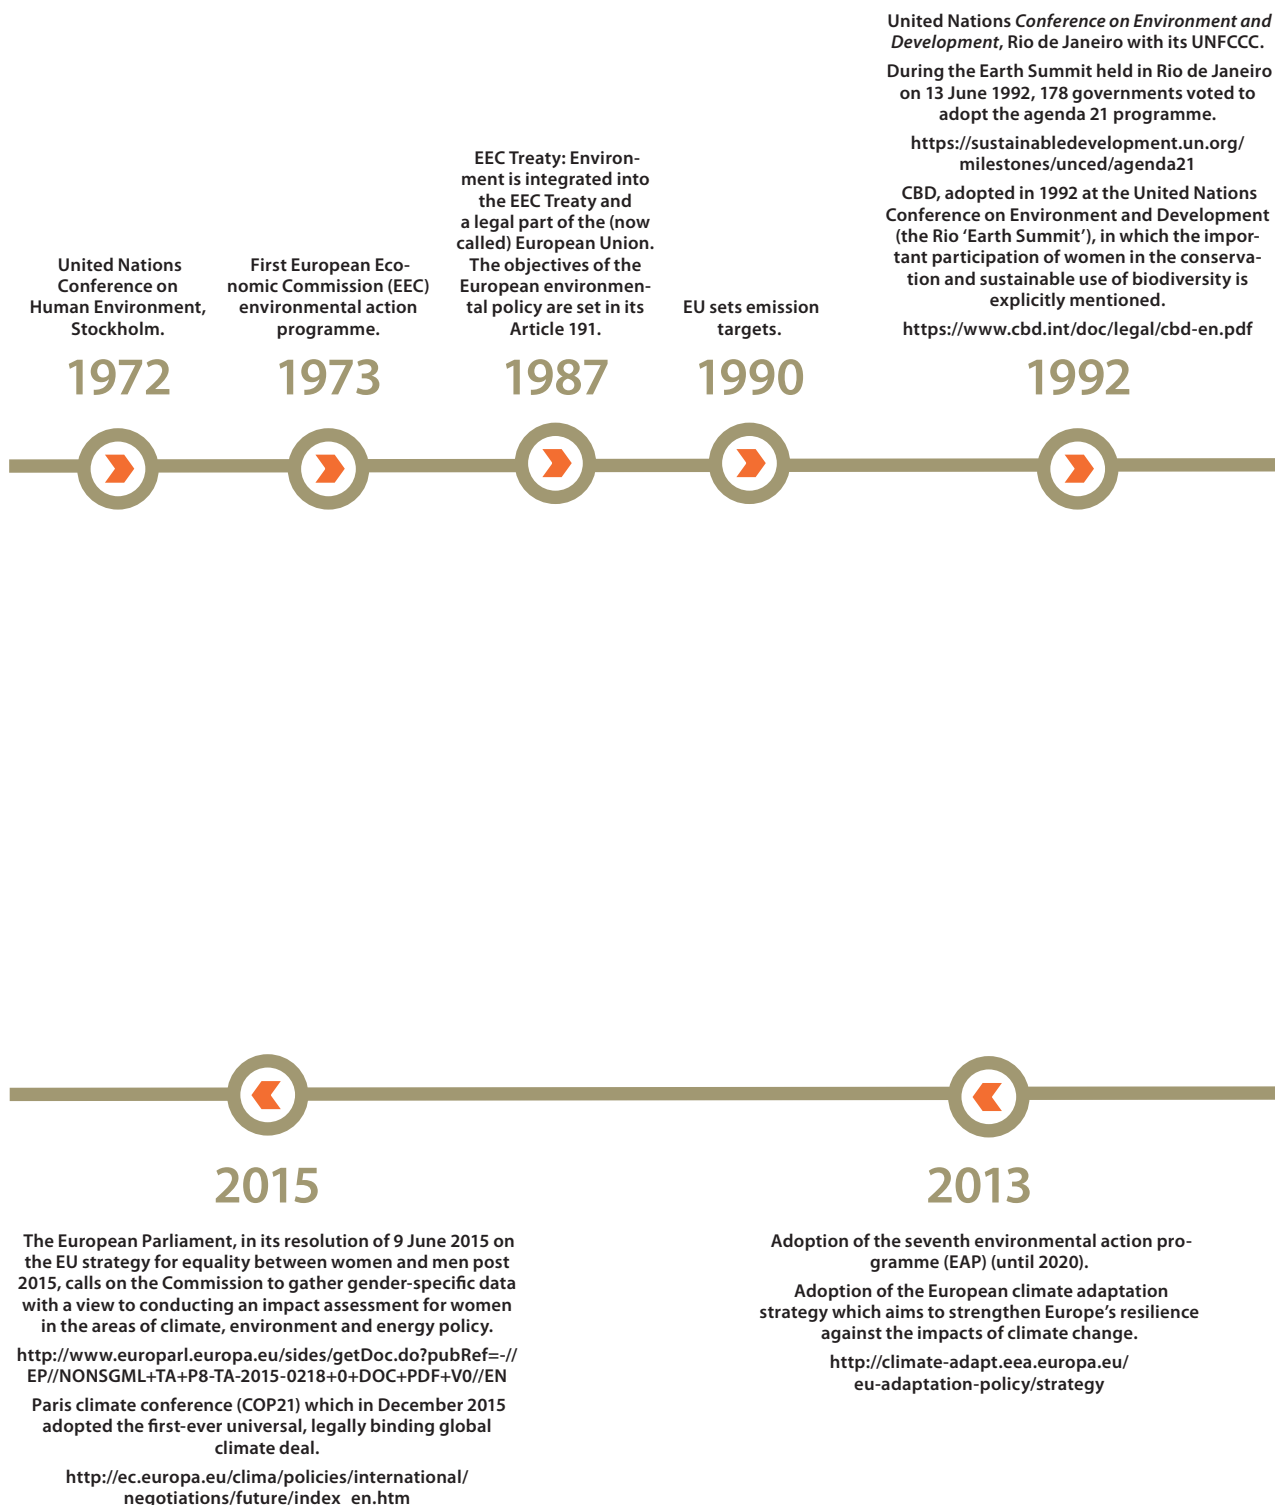 United Nations Conference on
Human Environment,
Stockholm.
1972
First European Eco-
nomic Commission (EEC)
environmental action
programme.
1973
EEC Treaty: Environ-
ment is integrated into
the EEC Treaty and
a legal part of the (now
called) European Union.
The objectives of the
European environmen-
tal policy are set in its
Article 191.
1987
EU sets emission
targets.
1990
United Nations Conference on Environment and
Development, Rio de Janeiro with its UNFCCC.
During the Earth Summit held in Rio de Janeiro
on 13 June 1992, 178 governments voted to
adopt the agenda 21 programme.
https://sustainabledevelopment.un.org/
milestones/unced/agenda21
CBD, adopted in 1992 at the United Nations
Conference on Environment and Development
(the Rio ‘Earth Summit’), in which the impor-
tant participation of women in the conserva-
tion and sustainable use of biodiversity is
explicitly mentioned.
https://www.cbd.int/doc/legal/cbd-en.pdf
1992
2015
The European Parliament, in its resolution of 9 June 2015 on
the EU strategy for equality between women and men post
2015, calls on the Commission to gather gender-specific data
with a view to conducting an impact assessment for women
in the areas of climate, environment and energy policy.
http://www.europarl.europa.eu/sides/getDoc.do?pubRef=-//
EP//NONSGML+TA+P8-TA-2015-0218+0+DOC+PDF+V0//EN
Paris climate conference (COP21) which in December 2015
adopted the first-ever universal, legally binding global
climate deal.
http://ec.europa.eu/clima/policies/international/
negotiations/future/index_en.htm
2013
Adoption of the seventh environmental action pro-
gramme (EAP) (until 2020).
Adoption of the European climate adaptation
strategy which aims to strengthen Europe’s resilience
against the impacts of climate change.
http://climate-adapt.eea.europa.eu/
eu-adaptation-policy/strategy